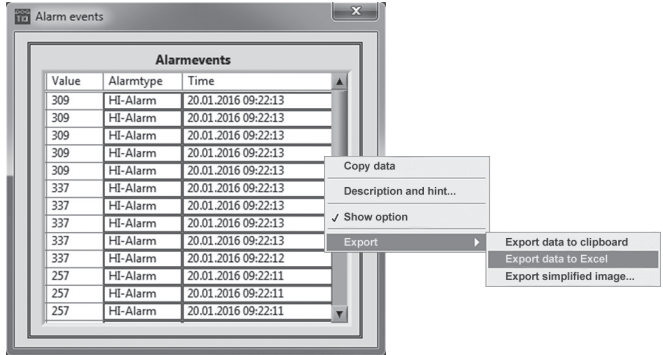 Alarm events
Alarmevents
Value Alarmtype Time
309 HI-Alarm 20.01.2016 09:22:13
309 HI-Alarm 20.01.2016 09:22:13
309 HI-Alarm 20.01.2016 09:22:13
309 HI-Alarm 20.01.2016 09:22:13
309 HI-Alarm 20.01.2016 09:22:13
337 HI-Alarm 20.01.2016 09:22:13
337 HI-Alarm 20.01.2016 09:22:13
337 HI-Alarm 20.01.2016 09:22:13
337 HI-Alarm 20.01.2016 09:22:13
337 HI-Alarm 20.01.2016 09:22:12
257 HI-Alarm 20.01.2016 09:22:11
257 HI-Alarm 20.01.2016 09:22:11
257 HI-Alarm 20.01.2016 09:22:11
Copy data
Description and hint...
✓ Show option
Export
Export data to clipboard
Export data to Excel
Export simplified image...